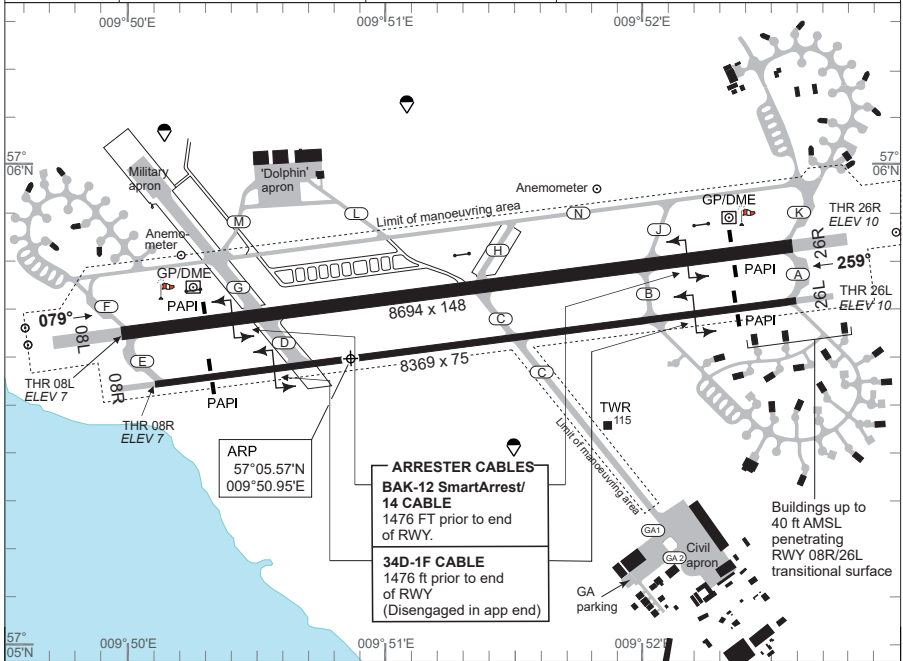 009°50'E
009°51'E
009°52'E
57°
06'N
57°
06'N
Military
apron
'Dolphin'
apron
Anemometer
GP/DME
THR 26R
ELEV 10
Limit of manoeuvring area
N
M
L
K
J
H
Anemo-
meter
GP/DME
PAPI
G
F
079°
08L
26R
PAPI
A
259°
8694 x 148
B
C
26L
THR 26L
ELEV 10
PAPI
D
E
8369 x 75
C
THR 08L
ELEV 7
08R
PAPI
THR 08R
ELEV 7
TWR
115
ARP
57°05.57'N
009°50.95'E
Limit of manoeuvring area
ARRESTER CABLES
BAK-12 SmartArrest/
14 CABLE
1476 FT prior to end
of RWY.
34D-1F CABLE
1476 ft prior to end
of RWY
(Disengaged in app end)
Buildings up to
40 ft AMSL
penetrating
RWY 08R/26L
transitional surface
GA1
GA 2
Civil
apron
GA
parking
57°
05'N
009°50'E
009°51'E
009°52'E